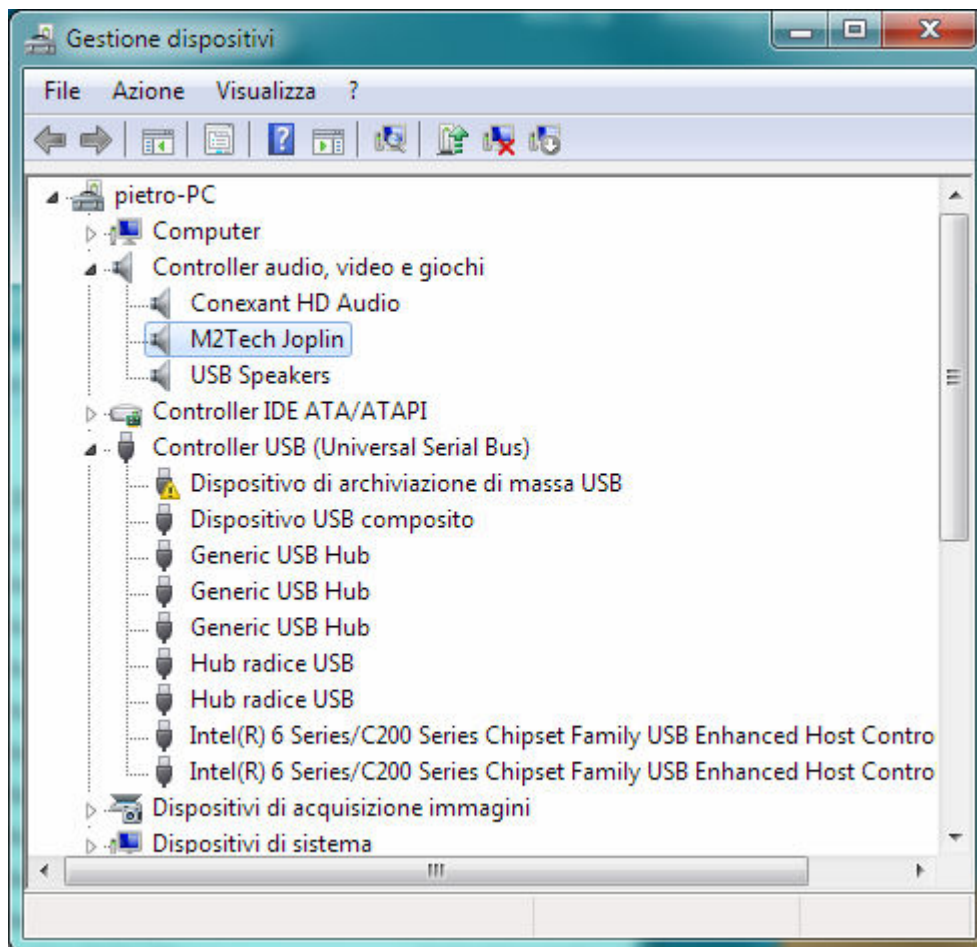 Gestione dispositivi
File Azione Visualizza ?
pietro-PC
Computer
Controller audio, video e giochi
Conexant HD Audio
M2Tech Joplin
USB Speakers
Controller IDE ATA/ATAPI
Controller USB (Universal Serial Bus)
Dispositivo di archiviazione di massa USB
Dispositivo USB composito
Generic USB Hub
Generic USB Hub
Generic USB Hub
Hub radice USB
Hub radice USB
Intel(R) 6 Series/C200 Series Chipset Family USB Enhanced Host Contro
Intel(R) 6 Series/C200 Series Chipset Family USB Enhanced Host Contro
Dispositivi di acquisizione immagini
Dispositivi di sistema